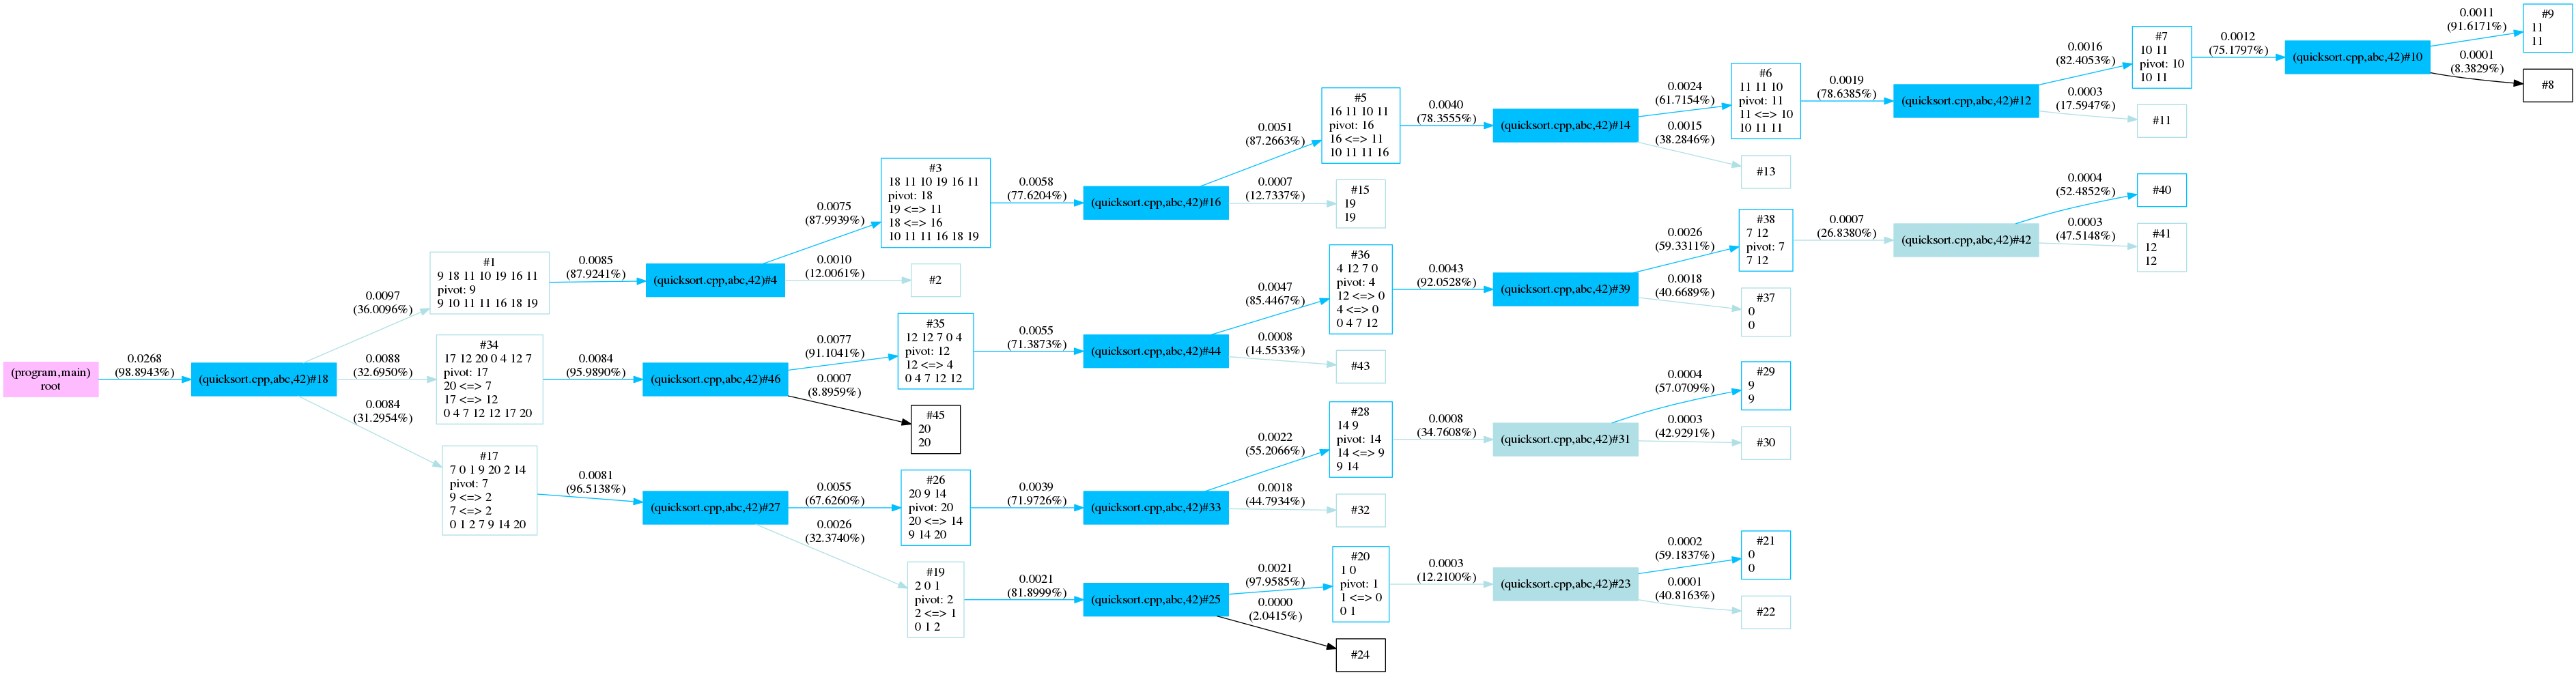 (program,main)
root
0.0268
(98.8943%)
(quicksort.cpp,abc,42)#18
0.0097
(36.0096%)
0.0088
(32.6950%)
0.0084
(31.2954%)
#1
9 18 11 10 19 16 11
pivot: 9
9 10 11 11 16 18 19
0.0085
(87.9241%)
(quicksort.cpp,abc,42)#4
0.0075
(87.9939%)
0.0010
(12.0061%)
#3
18 11 10 19 16 11
pivot: 18
19 <=> 11
18 <=> 16
10 11 11 16 18 19
#2
0.0058
(77.6204%)
(quicksort.cpp,abc,42)#16
0.0051
(87.2663%)
0.0007
(12.7337%)
#5
16 11 10 11
pivot: 16
16 <=> 11
10 11 11 16
#15
19
19
0.0040
(78.3555%)
(quicksort.cpp,abc,42)#14
0.0024
(61.7154%)
0.0015
(38.2846%)
#6
11 11 10
pivot: 11
11 <=> 10
10 11 11
#13
0.0019
(78.6385%)
(quicksort.cpp,abc,42)#12
0.0016
(82.4053%)
0.0003
(17.5947%)
#7
10 11
pivot: 10
10 11
#11
0.0012
(75.1797%)
(quicksort.cpp,abc,42)#10
0.0011
(91.6171%)
0.0001
(8.3829%)
#9
11
11
#8
#34
17 12 20 0 4 12 7
pivot: 17
20 <=> 7
17 <=> 12
0 4 7 12 12 17 20
0.0084
(95.9890%)
(quicksort.cpp,abc,42)#46
0.0077
(91.1041%)
0.0007
(8.8959%)
#35
12 12 7 0 4
pivot: 12
12 <=> 4
0 4 7 12 12
#45
20
20
0.0055
(71.3873%)
(quicksort.cpp,abc,42)#44
0.0047
(85.4467%)
0.0008
(14.5533%)
#36
4 12 7 0
pivot: 4
12 <=> 0
4 <=> 0
0 4 7 12
#43
0.0043
(92.0528%)
(quicksort.cpp,abc,42)#39
0.0026
(59.3311%)
0.0018
(40.6689%)
#38
7 12
pivot: 7
7 12
#37
0
0
0.0007
(26.8380%)
(quicksort.cpp,abc,42)#42
0.0004
(52.4852%)
0.0003
(47.5148%)
#40
#41
12
12
#17
7 0 1 9 20 2 14
pivot: 7
9 <=> 2
7 <=> 2
0 1 2 7 9 14 20
0.0081
(96.5138%)
(quicksort.cpp,abc,42)#27
0.0055
(67.6260%)
0.0026
(32.3740%)
#26
20 9 14
pivot: 20
20 <=> 14
9 14 20
0.0039
(71.9726%)
(quicksort.cpp,abc,42)#33
0.0022
(55.2066%)
0.0018
(44.7934%)
#28
14 9
pivot: 14
14 <=> 9
9 14
#32
0.0008
(34.7608%)
(quicksort.cpp,abc,42)#31
0.0004
(57.0709%)
0.0003
(42.9291%)
#29
9
9
#30
#19
2 0 1
pivot: 2
2 <=> 1
0 1 2
0.0021
(81.8999%)
(quicksort.cpp,abc,42)#25
0.0021
(97.9585%)
0.0000
(2.0415%)
#20
1 0
pivot: 1
1 <=> 0
0 1
#24
0.0003
(12.2100%)
(quicksort.cpp,abc,42)#23
0.0002
(59.1837%)
0.0001
(40.8163%)
#21
0
0
#22